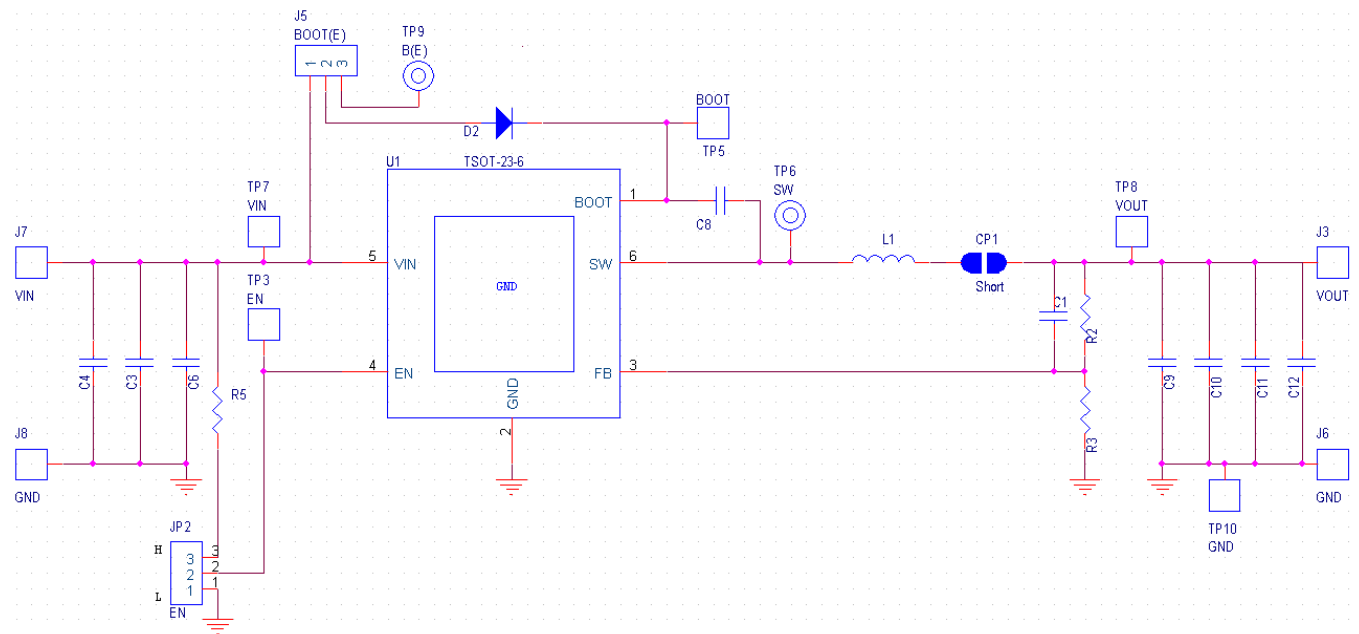 J5
BOOT(E)
1 2 3
TP9
B(E)
D2
BOOT
TP5
U1
TSOT-23-6
BOOT
1
C8
TP6
SW
TP7
VIN
J7
VIN
5
VIN
SW
6
L1
CP1
Short
TP8
VOUT
J3
VOUT
TP3
EN
GND
C1
R2
4
EN
FB
3
C4
C3
C6
R5
GND
2
R3
C9
C10
C11
C12
J8
GND
J6
GND
TP10
GND
JP2
H
3
3
2
2
1
1
L
EN